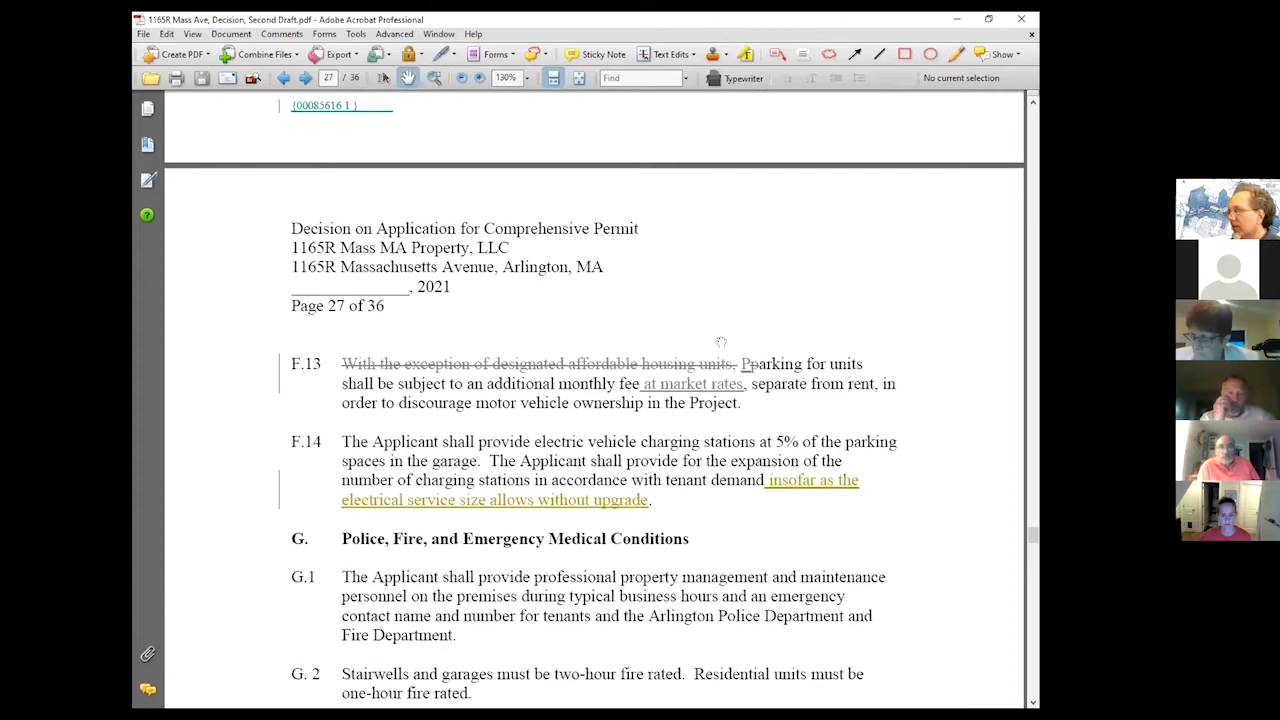 1165R Mass Ave, Decision, Second Draft.pdf - Adobe Acrobat Professional
File Edit View Document Comments Forms Tools Advanced Window Help
Create PDF Combine Files Export Forms Sticky Note Text Edits Show
27 / 36 130% Find Typewriter No current selection
{00085616 1 }
Decision on Application for Comprehensive Permit
1165R Mass MA Property, LLC
1165R Massachusetts Avenue, Arlington, MA
, 2021
Page 27 of 36
F.13 With the exception of designated affordable housing units, Pparking for units
shall be subject to an additional monthly fee at market rates, separate from rent, in
order to discourage motor vehicle ownership in the Project.
F.14 The Applicant shall provide electric vehicle charging stations at 5% of the parking
spaces in the garage. The Applicant shall provide for the expansion of the
number of charging stations in accordance with tenant demand insofar as the
electrical service size allows without upgrade.
G. Police, Fire, and Emergency Medical Conditions
G.1 The Applicant shall provide professional property management and maintenance
personnel on the premises during typical business hours and an emergency
contact name and number for tenants and the Arlington Police Department and
Fire Department.
G. 2 Stairwells and garages must be two-hour fire rated. Residential units must be
one-hour fire rated.